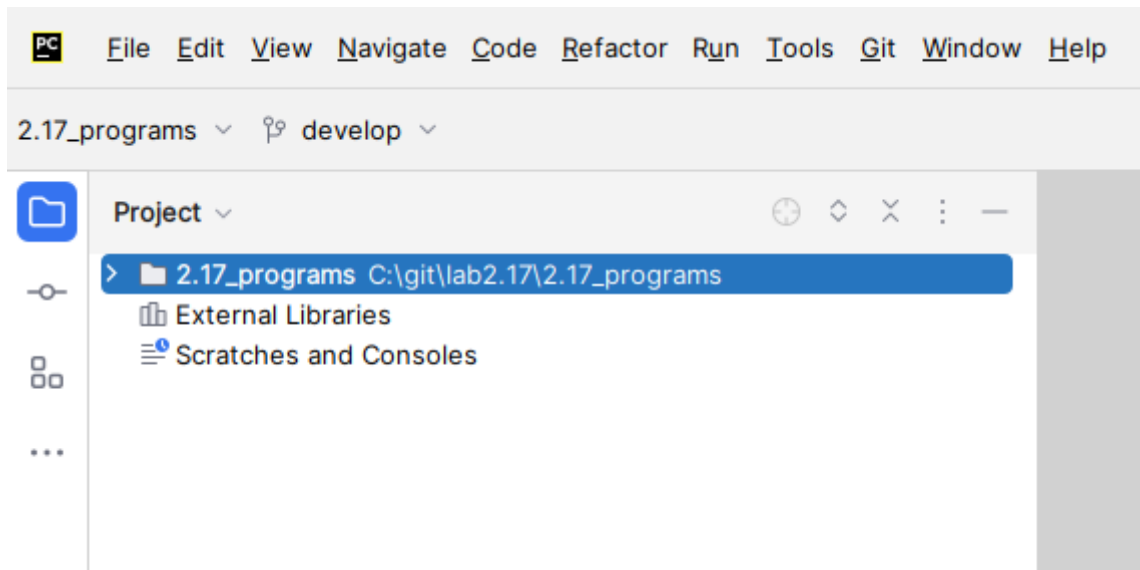 PC File Edit View Navigate Code Refactor Run Tools Git Window Help
2.17_programs develop
Project
2.17_programs C:\git\lab2.17\2.17_programs
External Libraries
Scratches and Consoles